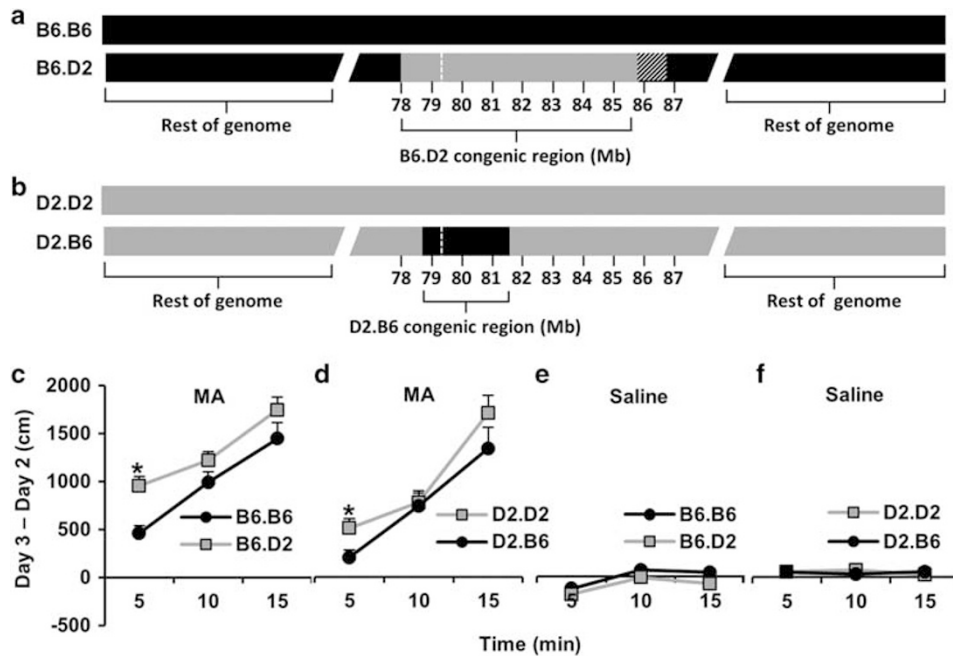 a
B6.B6
B6.D2
78 79 80 81 82 83 84 85 86 87
Rest of genome
Rest of genome
B6.D2 congenic region (Mb)
b
D2.D2
D2.B6
78 79 80 81 82 83 84 85 86 87
Rest of genome
Rest of genome
D2.B6 congenic region (Mb)
c
d
e
f
MA
MA
Saline
Saline
Day 3 – Day 2 (cm)
2000
1500
1000
500
0
-500
*
B6.B6
B6.D2
5 10 15
*
D2.D2
D2.B6
5 10 15
B6.B6
B6.D2
5 10 15
D2.D2
D2.B6
5 10 15
Time (min)